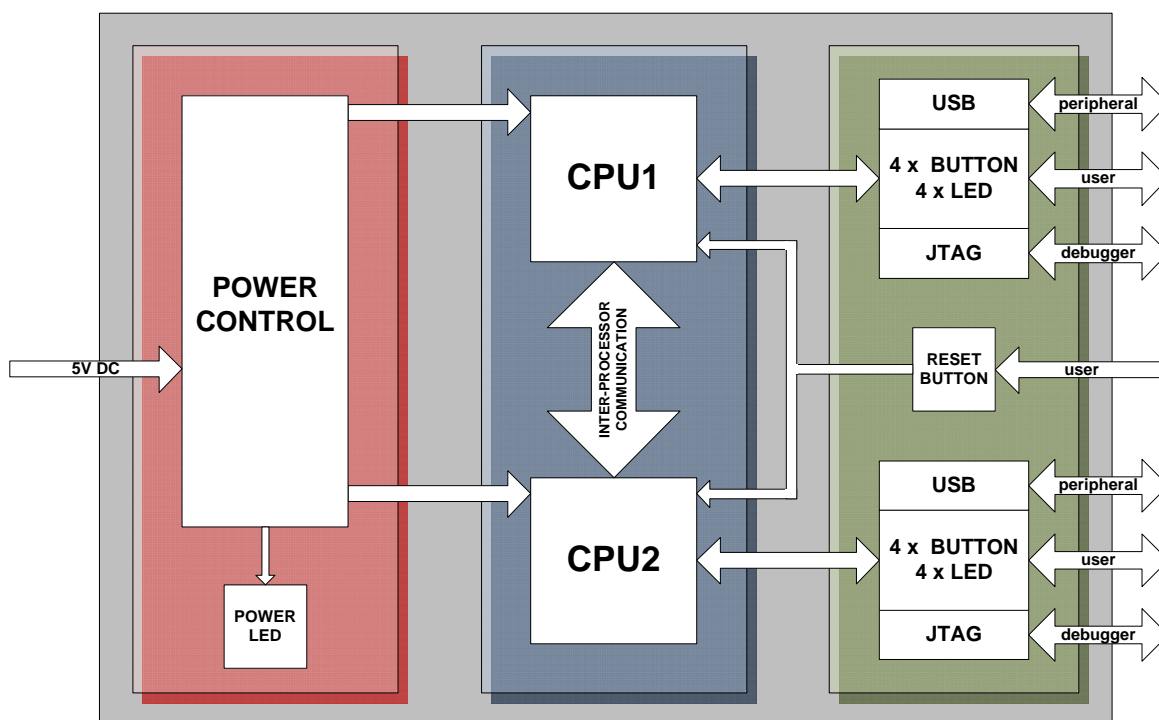 POWER
CONTROL
5V DC
POWER
LED
CPU1
INTER-PROCESSOR
COMMUNICATION
CPU2
USB
4 x BUTTON
4 x LED
JTAG
peripheral
user
debugger
RESET
BUTTON
user
USB
4 x BUTTON
4 x LED
JTAG
peripheral
user
debugger